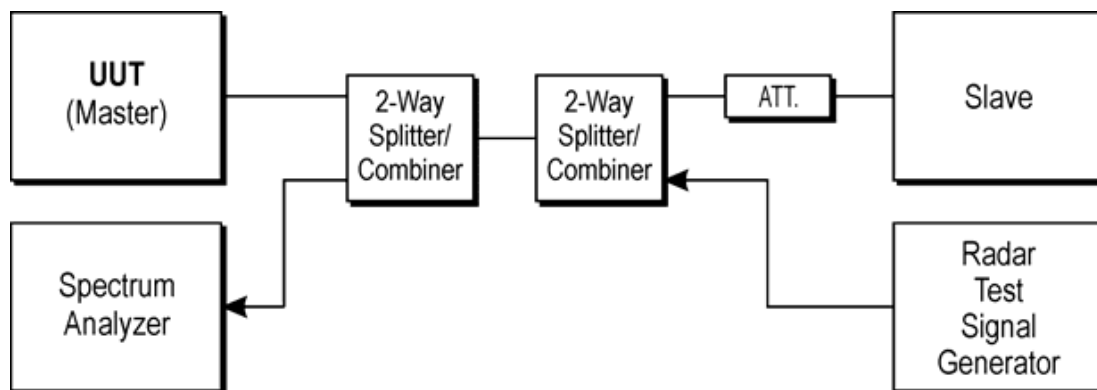 UUT
(Master)
2-Way
Splitter/
Combiner
2-Way
Splitter/
Combiner
ATT.
Slave
Spectrum
Analyzer
Radar
Test
Signal
Generator